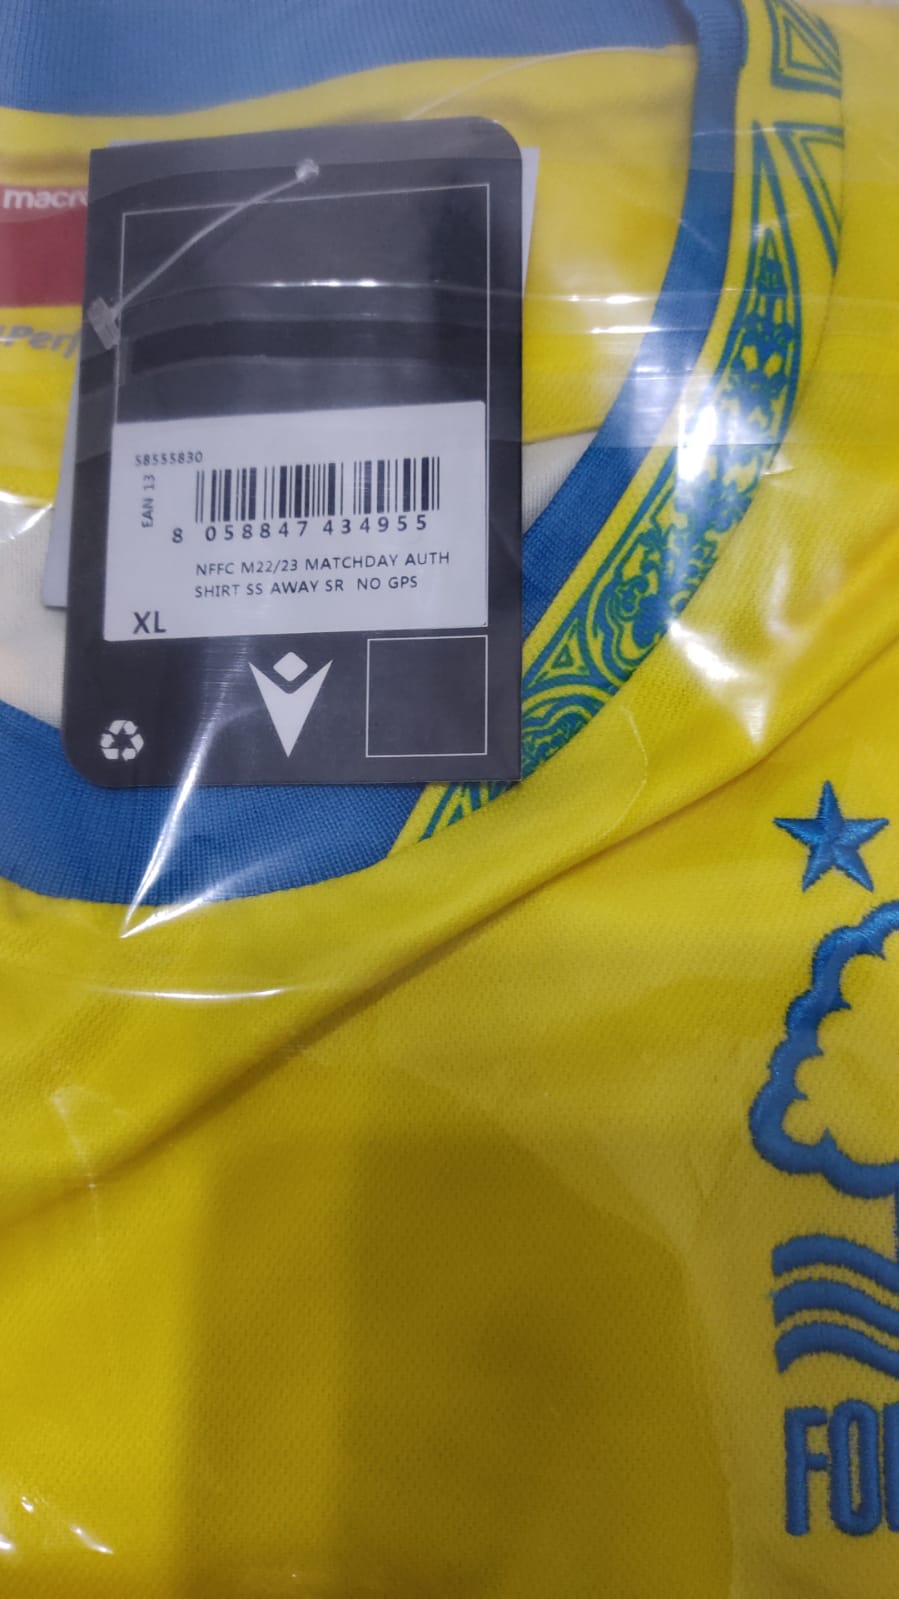 macr
Perf
58555830
EAN 13
8 058847 434955
NFFC M22/23 MATCHDAY AUTH
SHIRT SS AWAY SR NO GPS
XL
FO